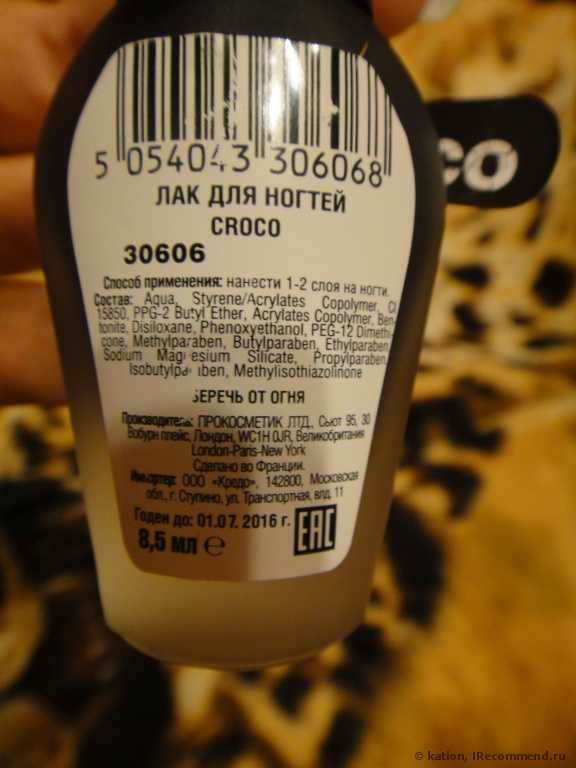 5 054043 306068
ЛАК ДЛЯ НОГТЕЙ
CROCO
30606
Способ применения: нанести 1-2 слоя на ногти.
Состав: Aqua, Styrene/Acrylates Copolymer, CI
15850, PPG-2 Butyl Ether, Acrylates Copolymer, Ben-
tonite, Disiloxane, Phenoxyethanol, PEG-12 Dimethi-
cone, Methylparaben, Butylparaben, Ethylparaben,
Sodium Magnesium Silicate, Propylparaben,
Isobutylparaben, Methylisothiazolinone
БЕРЕЧЬ ОТ ОГНЯ
Производитель: ПРОКОСМЕТИК ЛТД., Сьют 95, 30
Вобурн плейс, Лондон, WC1H 0JR, Великобритания
London-Paris-New York
Сделано во Франции.
Импортер: ООО «Кредо», 142800, Московская
обл., г. Ступино, ул. Транспортная, влд. 11
Годен до: 01.07. 2016 г.
8,5 мл ℮
EAC
co
© kation, IRecommend.ru